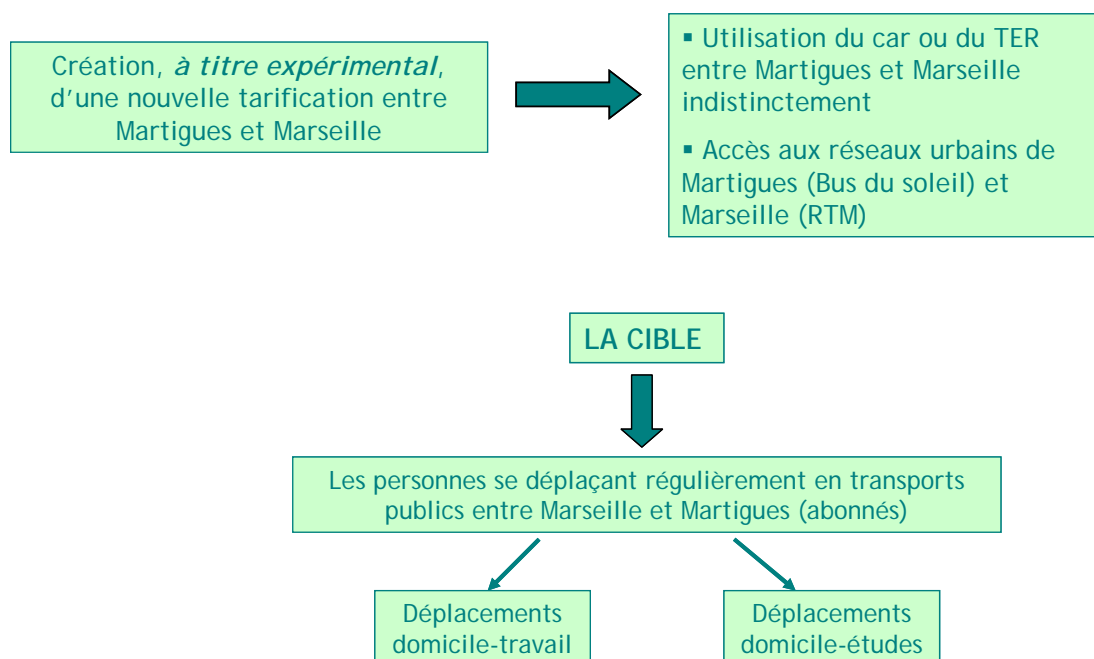 Création, à titre expérimental,
d'une nouvelle tarification entre
Martigues et Marseille
▪ Utilisation du car ou du TER
entre Martigues et Marseille
indistinctement
▪ Accès aux réseaux urbains de
Martigues (Bus du soleil) et
Marseille (RTM)
LA CIBLE
Les personnes se déplaçant régulièrement en transports
publics entre Marseille et Martigues (abonnés)
Déplacements
domicile-travail
Déplacements
domicile-études